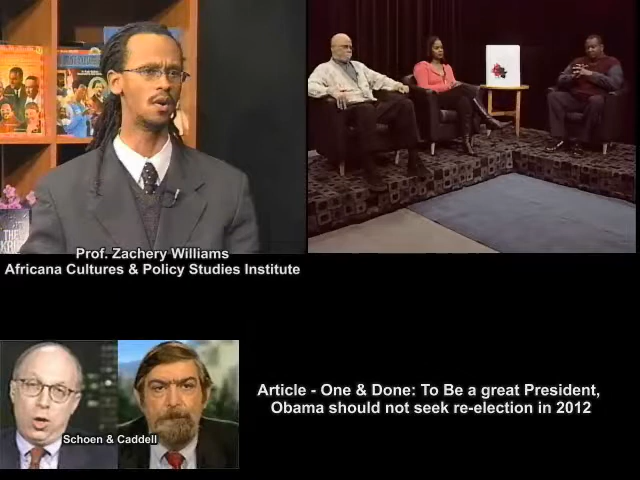 THE
Prof. Zachery Williams
Africana Cultures & Policy Studies Institute
Schoen & Caddell
Article - One & Done: To Be a great President,
Obama should not seek re-election in 2012